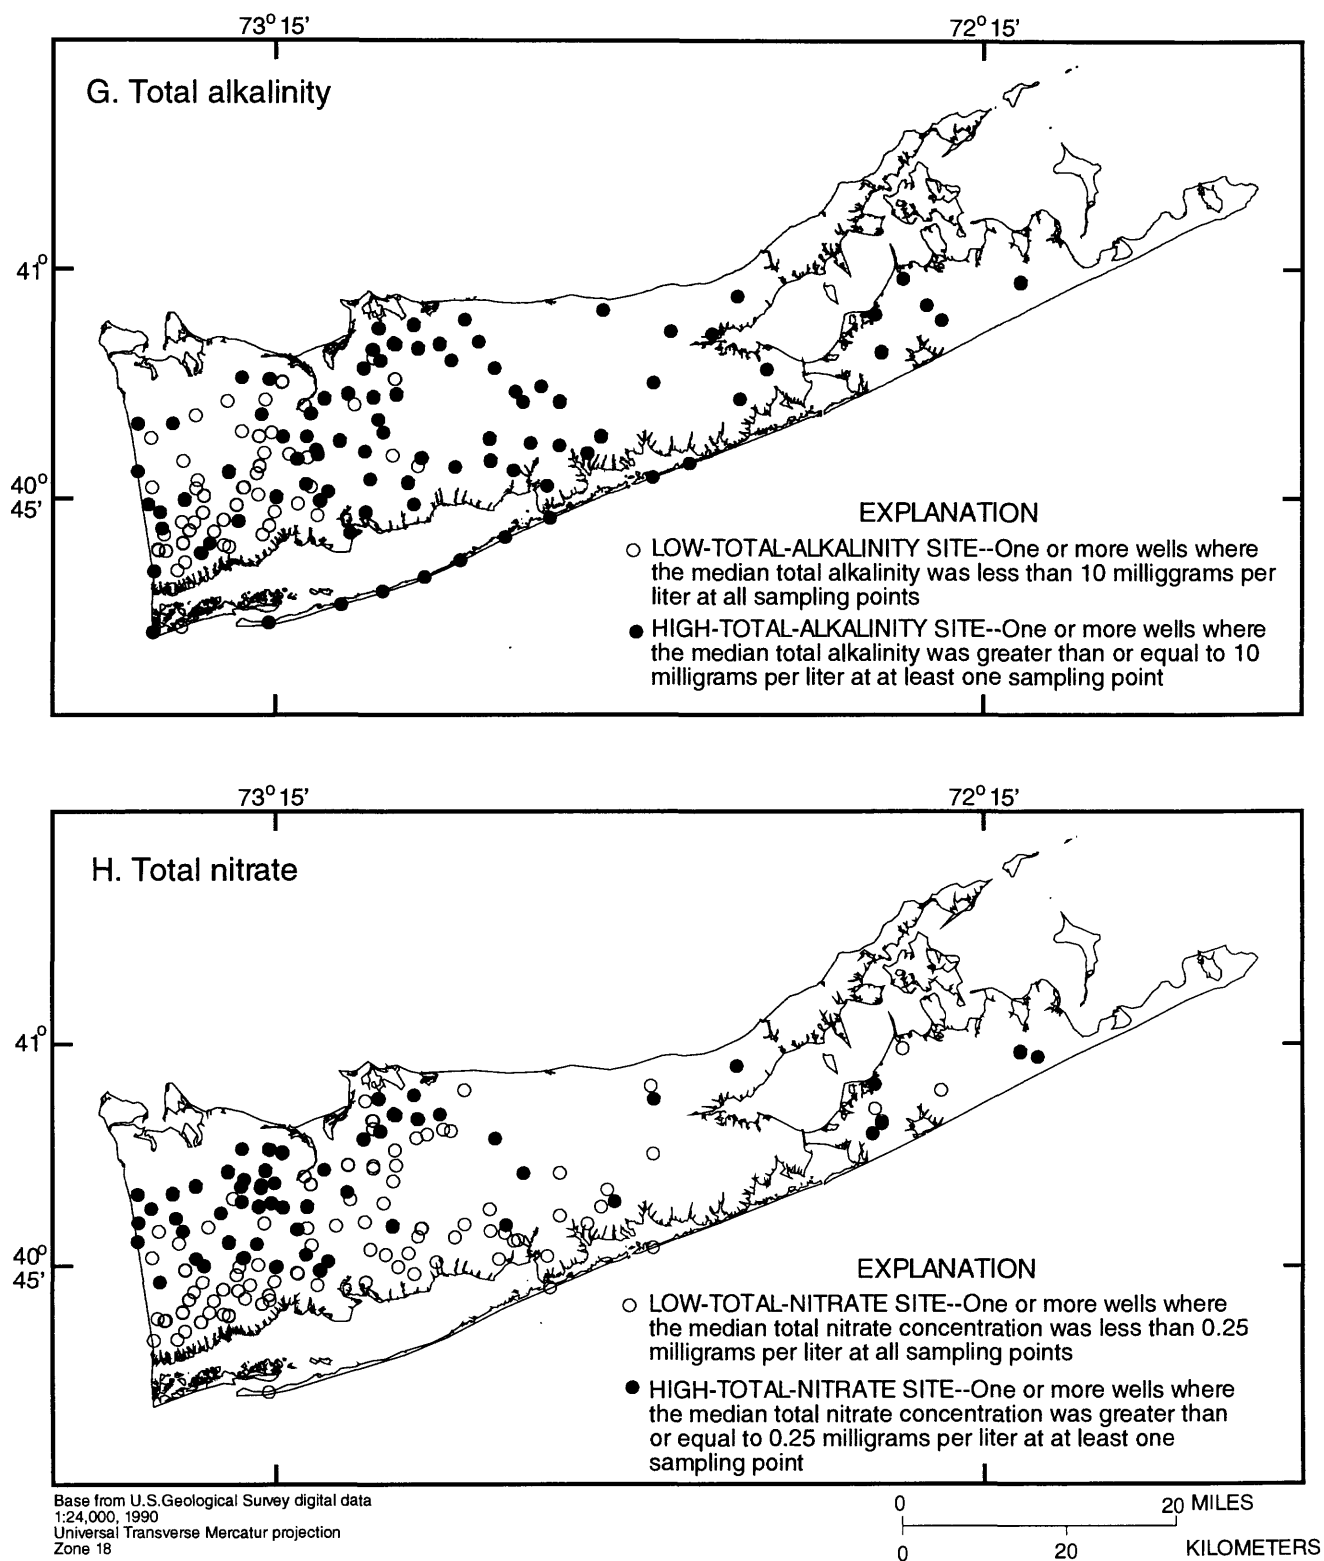 73° 15'
72° 15'
G. Total alkalinity
41°
40°
45'
EXPLANATION
LOW-TOTAL-ALKALINITY SITE--One or more wells where
the median total alkalinity was less than 10 milliggrams per
liter at all sampling points
HIGH-TOTAL-ALKALINITY SITE--One or more wells where
the median total alkalinity was greater than or equal to 10
milligrams per liter at at least one sampling point
73° 15'
72° 15'
H. Total nitrate
41°
40°
45'
EXPLANATION
LOW-TOTAL-NITRATE SITE--One or more wells where
the median total nitrate concentration was less than 0.25
milligrams per liter at all sampling points
HIGH-TOTAL-NITRATE SITE--One or more wells where
the median total nitrate concentration was greater than
or equal to 0.25 milligrams per liter at at least one
sampling point
Base from U.S.Geological Survey digital data
1:24,000, 1990
Universal Transverse Mercatur projection
Zone 18
0 20 MILES
0 20 KILOMETERS